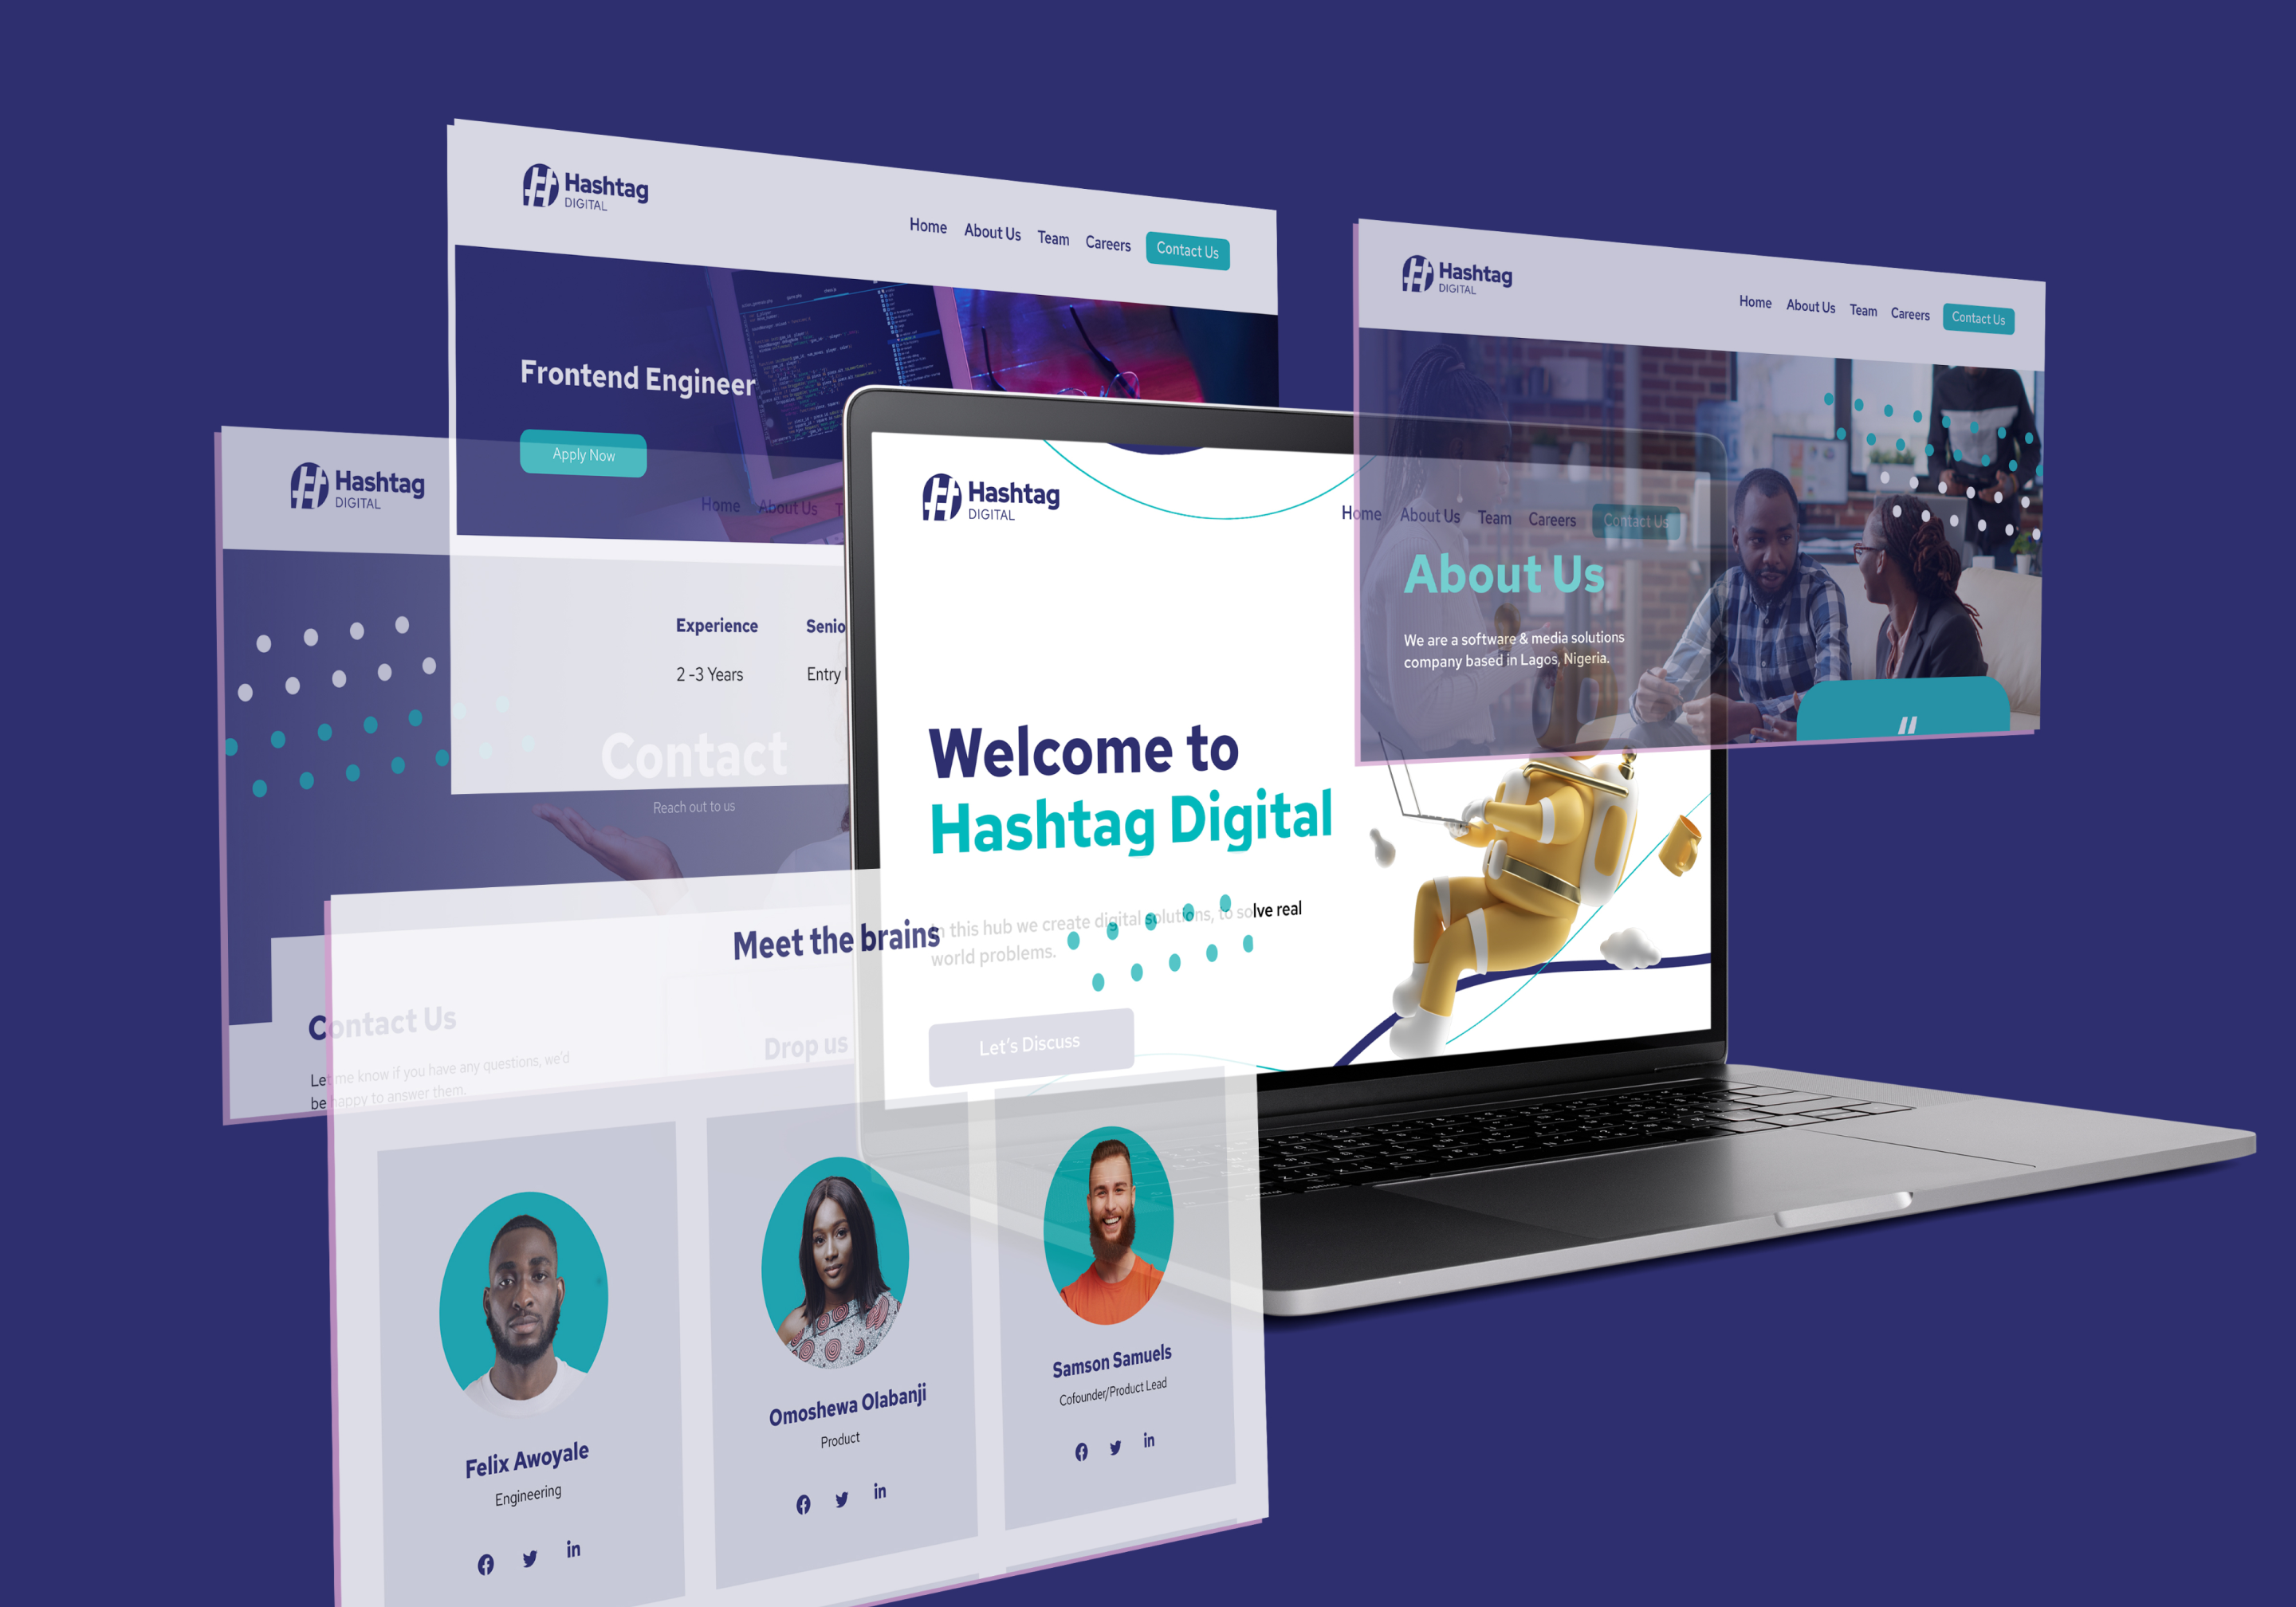 Hashtag
DIGITAL
Home About Us Team Careers Contact Us
Frontend Engineer
Apply Now
Experience
2 -3 Years
Senio
Entry
Hashtag
DIGITAL
Home About Us Team Careers Contact Us
About Us
We are a software & media solutions
company based in Lagos, Nigeria.
"
Hashtag
DIGITAL
Home About Us T
Contact
Reach out to us
Contact Us
Let me know if you have any questions, we'd
be happy to answer them.
Drop us
Hashtag
DIGITAL
Home About Us Team Careers Contact Us
Welcome to
Hashtag Digital
In this hub we create digital solutions, to solve real
world problems.
Let's Discuss
Meet the brains
Felix Awoyale
Engineering
Omoshewa Olabanji
Product
Samson Samuels
Cofounder/Product Lead